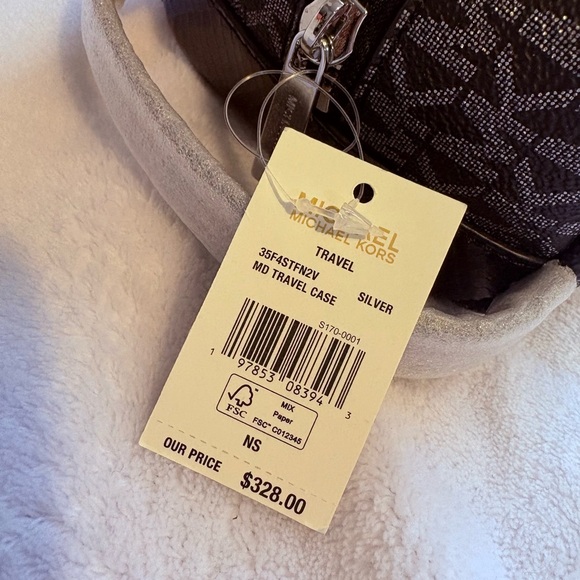 MICHAEL
MICHAEL KORS
TRAVEL
35F4STFN2V
MD TRAVEL CASE SILVER
S170-0001
1 97853 08394 3
FSC
MIX
Paper
FSC™ C012345
NS
OUR PRICE $328.00